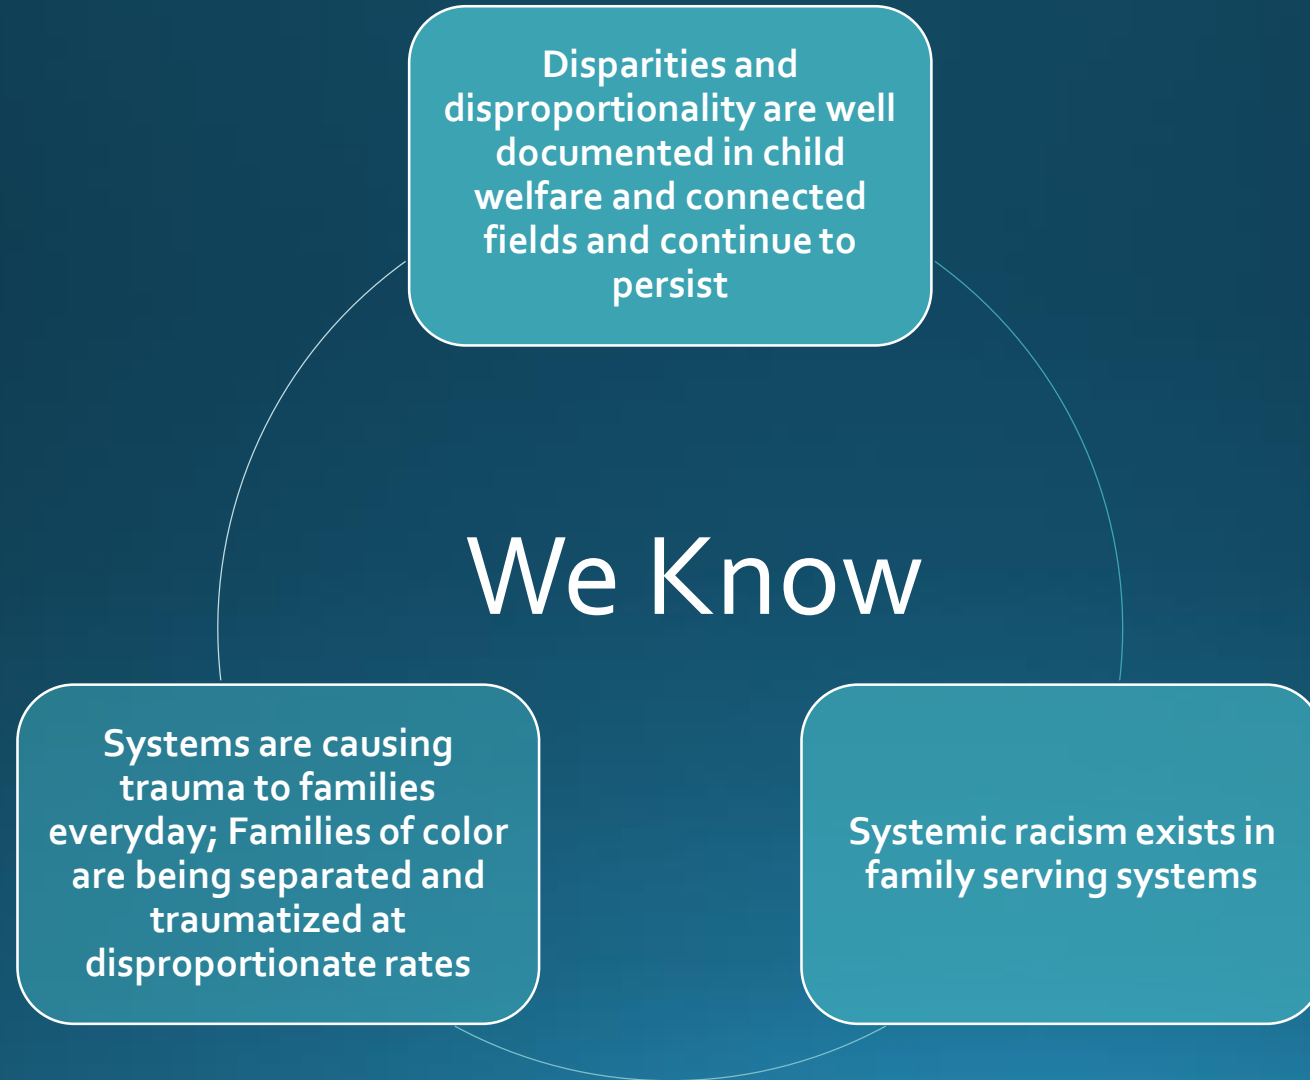 Disparities and
disproportionality are well
documented in child
welfare and connected
fields and continue to
persist
We Know
Systems are causing
trauma to families
everyday; Families of color
are being separated and
traumatized at
disproportionate rates
Systemic racism exists in
family serving systems